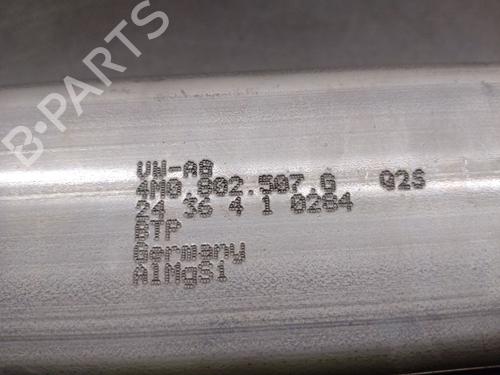 B-PARTS
VW-AG
4M0.802.507.G Q2S
24 36 4 1 0284
BTP
Germany
AlMgSi